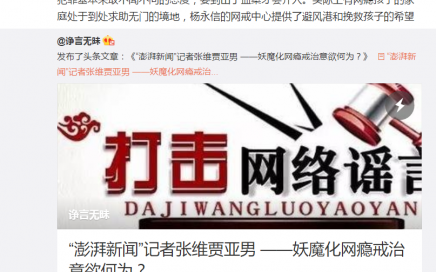 庭处于到处求助无门的境地，杨永信的网戒中心提供了避风港和挽救孩子的希望
@诤言无昧
发布了头条文章：《“澎湃新闻”记者张维贾亚男 ——妖魔化网瘾戒治意欲何为？》 “澎湃新闻”记者张维贾亚男 ——妖魔化网瘾戒治...
打击网络谣言
DAJIWANGLUOYAOYAN
诤言无昧
“澎湃新闻”记者张维贾亚男 ——妖魔化网瘾戒治
意欲何为？